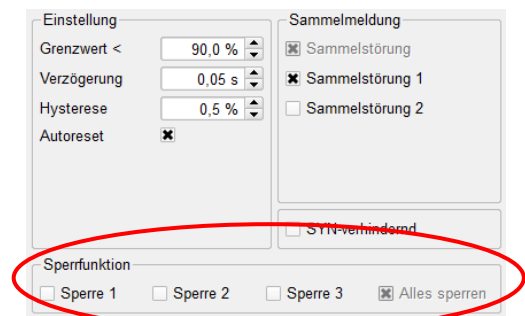 Einstellung
Grenzwert < 90,0 %
Verzögerung 0,05 s
Hysterese 0,5 %
Autoreset
Sammelmeldung
Sammelstörung
Sammelstörung 1
Sammelstörung 2
SYN-verhindernd
Sperrfunktion
Sperre 1 Sperre 2 Sperre 3 Alles sperren